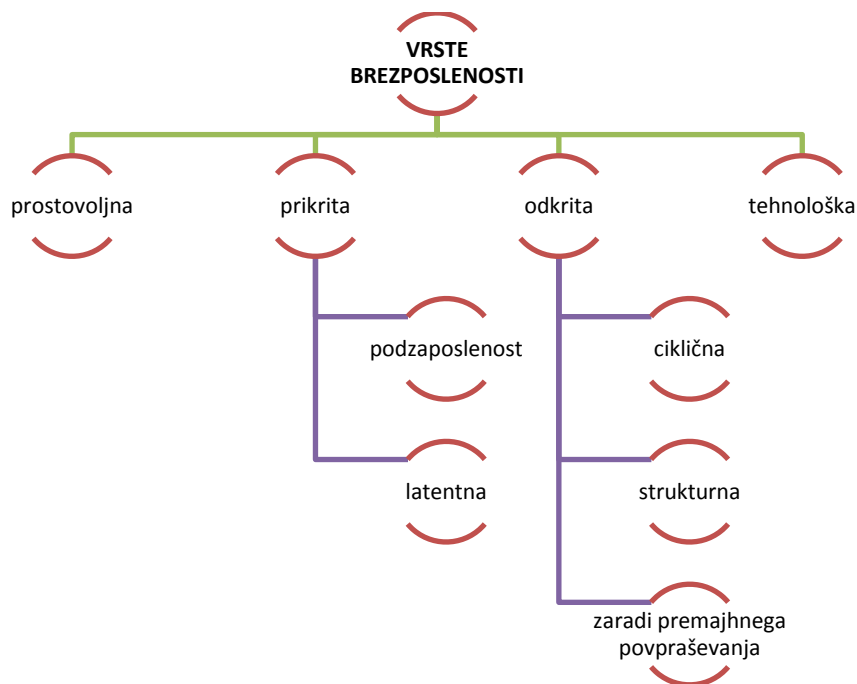 VRSTE
BREZPOSLENOSTI
prostovoljna
prikrita
odkrita
tehnološka
podzaposlenost
ciklična
latentna
strukturna
zaradi premajhnega
povpraševanja